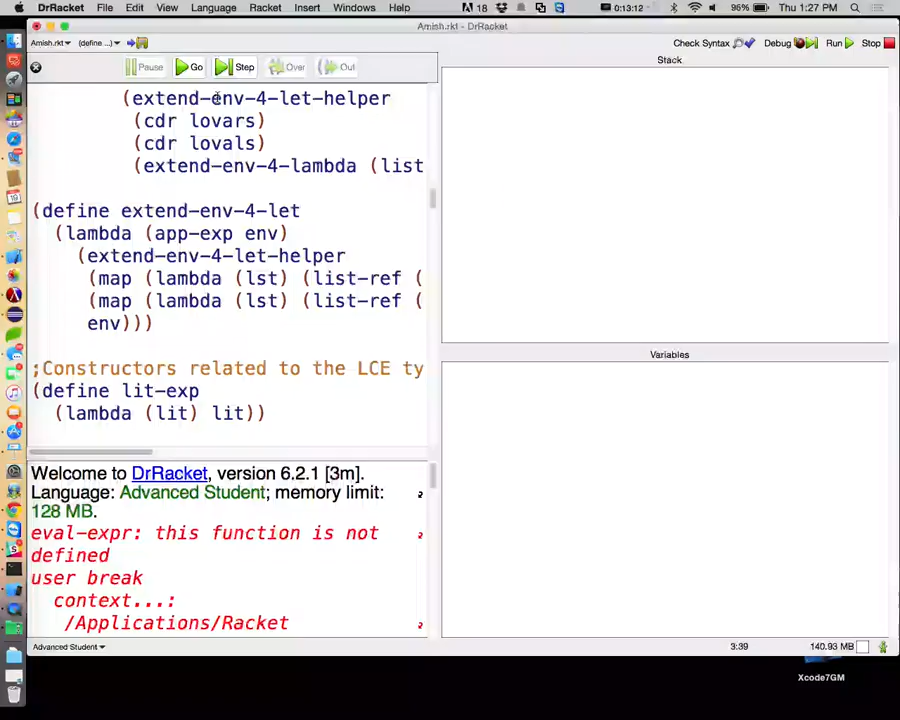 DrRacket File Edit View Language Racket Insert Windows Help 18 0:13:12 96% Thu 1:27 PM
Amish.rkt - DrRacket
Amish.rkt (define ...) Check Syntax Debug Run Stop
Pause Go Step Over Out
Stack
(extend-env-4-let-helper
(cdr lovars)
(cdr lovals)
(extend-env-4-lambda (list
(define extend-env-4-let
(lambda (app-exp env)
(extend-env-4-let-helper
(map (lambda (lst) (list-ref (
(map (lambda (lst) (list-ref (
env)))
Variables
;Constructors related to the LCE ty
(define lit-exp
(lambda (lit) lit))
Welcome to DrRacket, version 6.2.1 [3m].
Language: Advanced Student; memory limit:
128 MB.
eval-expr: this function is not
defined
user break
context...:
/Applications/Racket
Advanced Student 3:39 140.93 MB
Xcode7GM